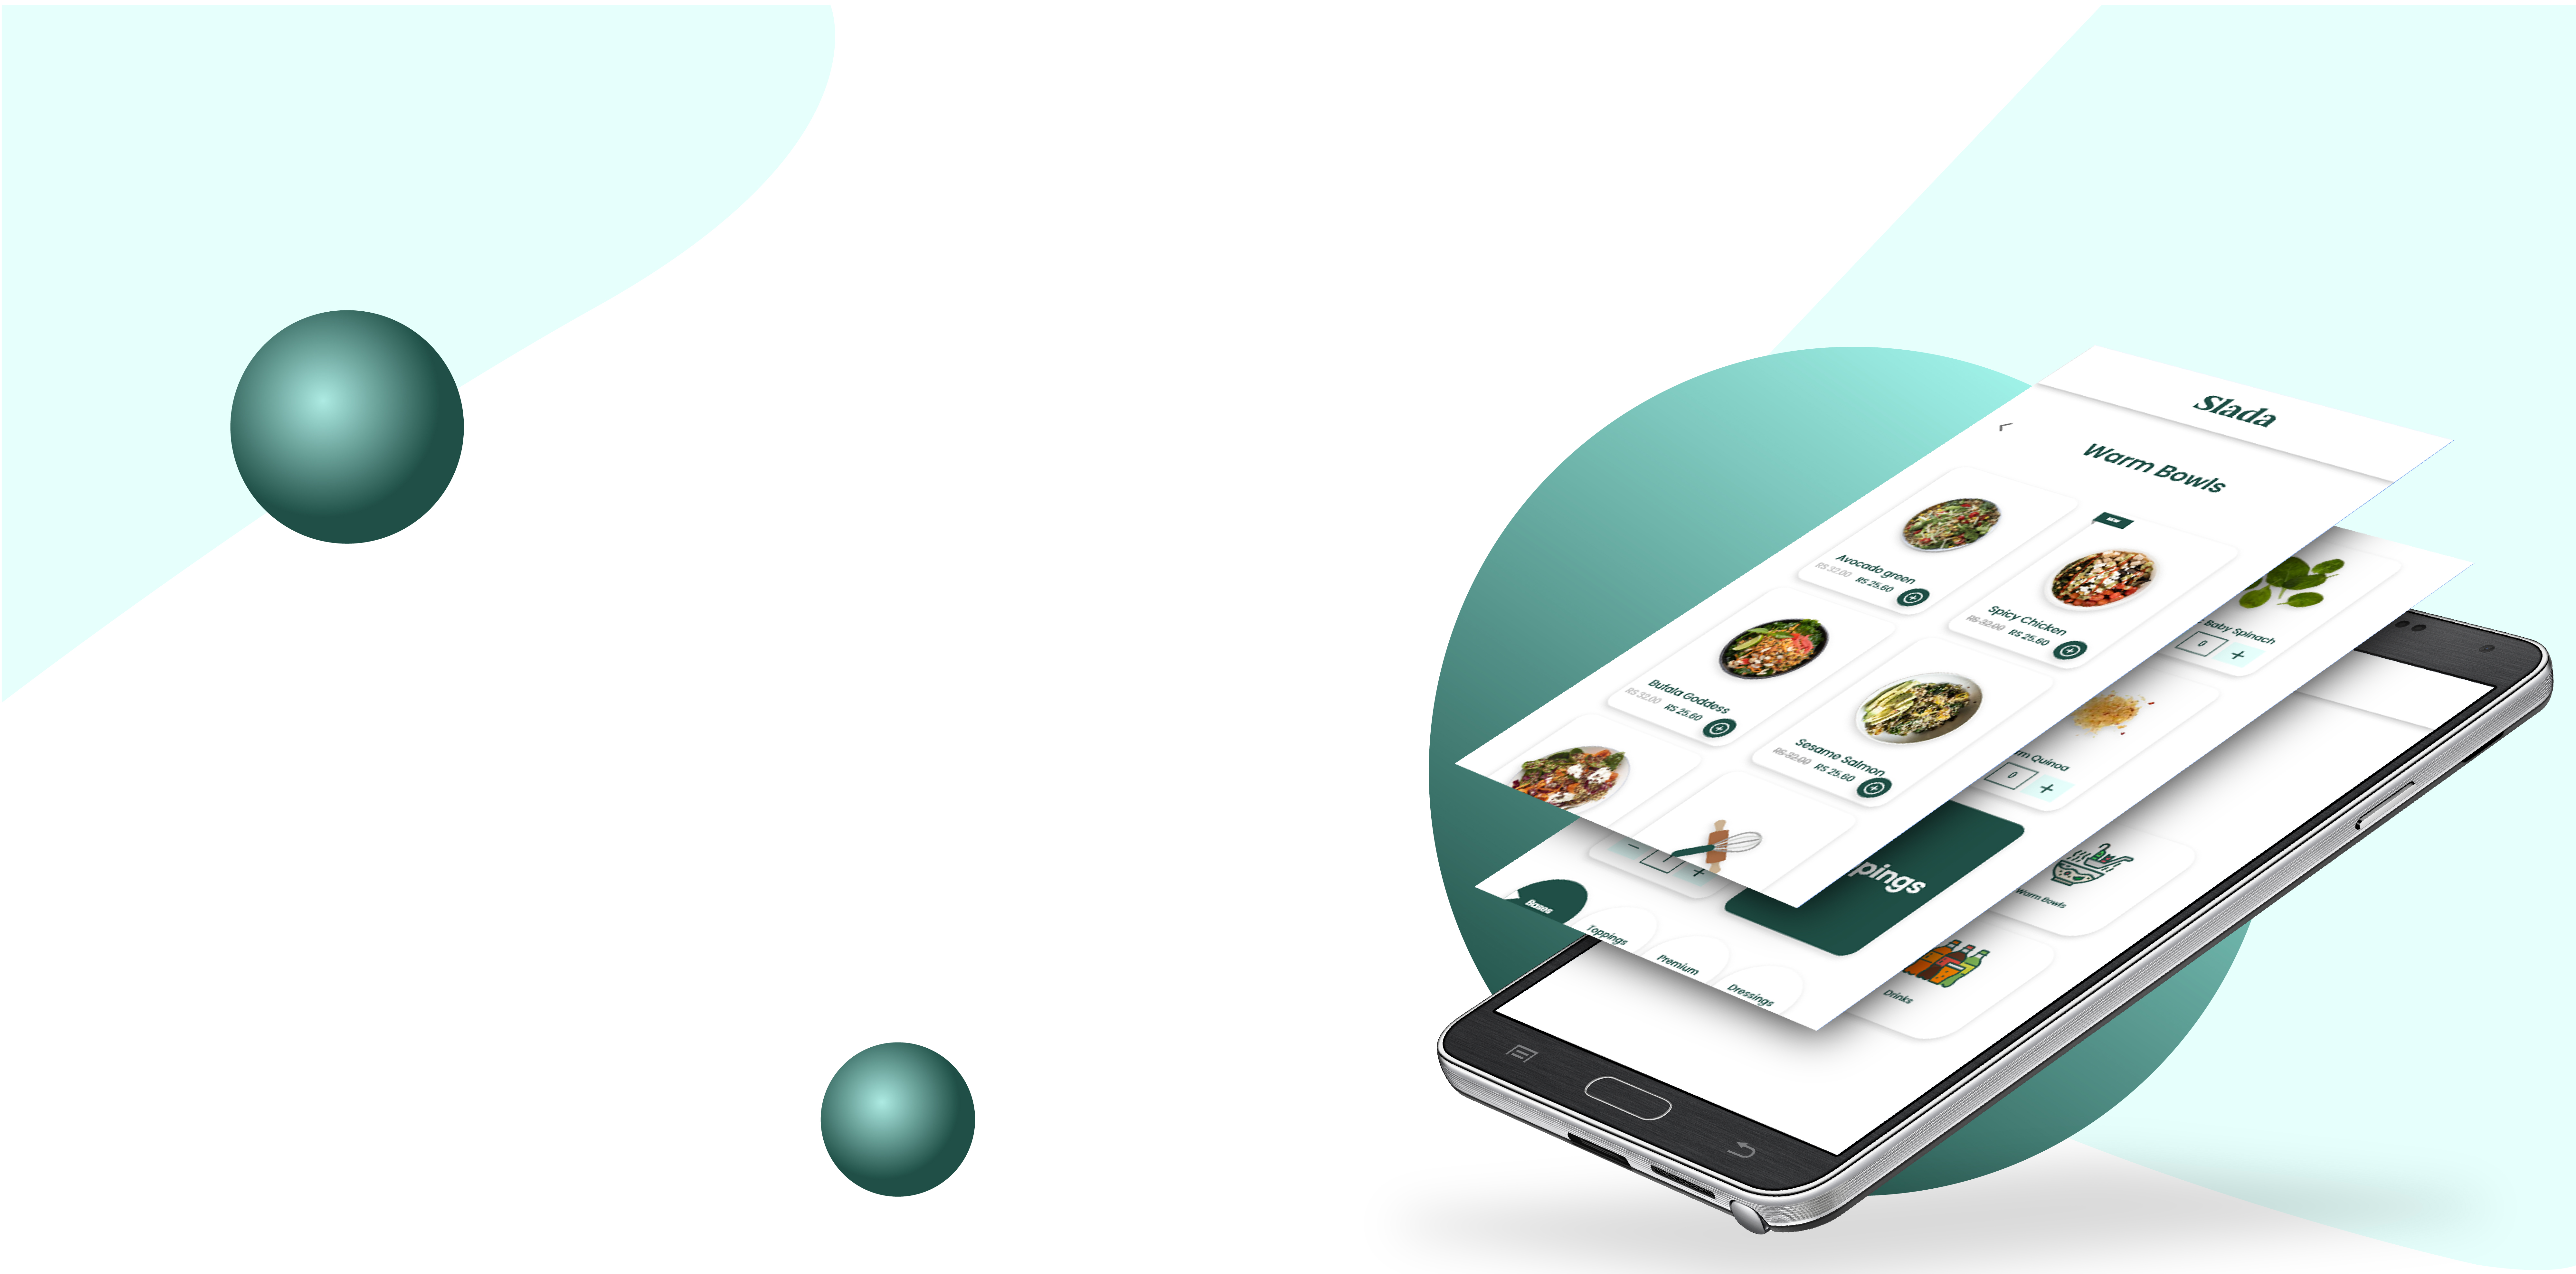 Slada
Warm Bowls
Avocado green
RS 32.00 RS 25.60
NEW
Spicy Chicken
RS 32.00 RS 25.60
Bufala Goddess
RS 32.00 RS 25.60
Sesame Salmon
RS 32.00 RS 25.60
Baby Spinach
0 +
Quinoa
0 +
pings
− +
Bases
Toppings
Premium
Dressings
Warm Bowls
Drinks